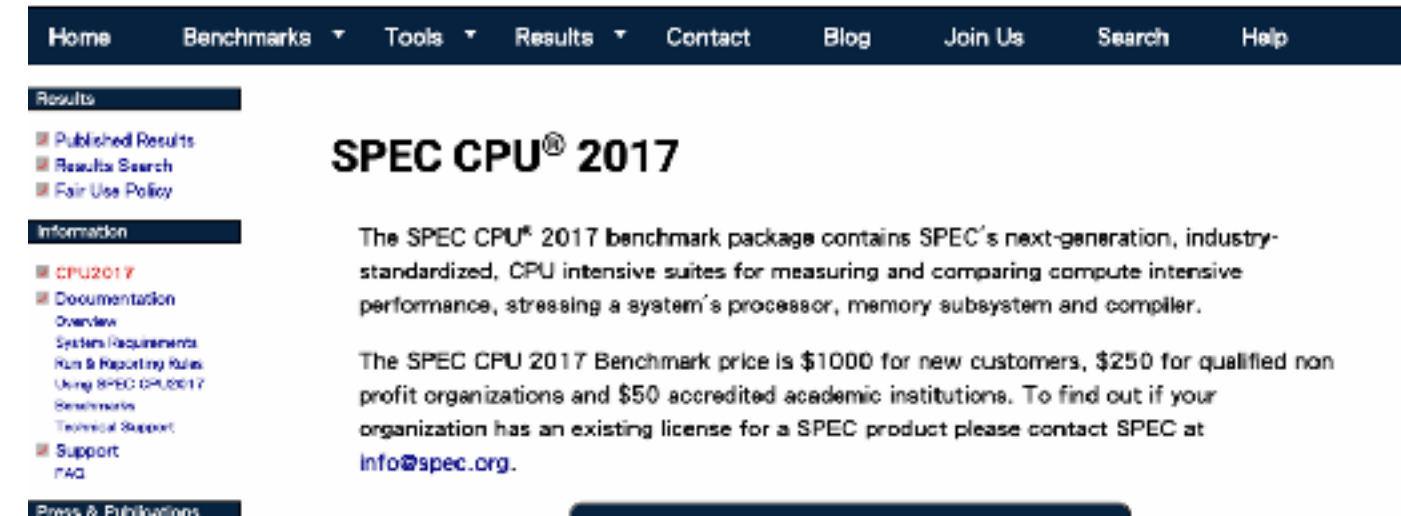 Home Benchmarks Tools Results Contact Blog Join Us Search Help
Results
Published Results
Results Search
Fair Use Policy
Information
CPU2017
Documentation
Overview
System Requirements
Run & Reporting Rules
Using SPEC CPU2017
Benchmarks
Technical Support
Support
FAQ
Press & Publications
SPEC CPU® 2017
The SPEC CPU® 2017 benchmark package contains SPEC's next-generation, industry-
standardized, CPU intensive suites for measuring and comparing compute intensive
performance, stressing a system's processor, memory subsystem and compiler.
The SPEC CPU 2017 Benchmark price is $1000 for new customers, $250 for qualified non
profit organizations and $50 accredited academic institutions. To find out if your
organization has an existing license for a SPEC product please contact SPEC at
info@spec.org.